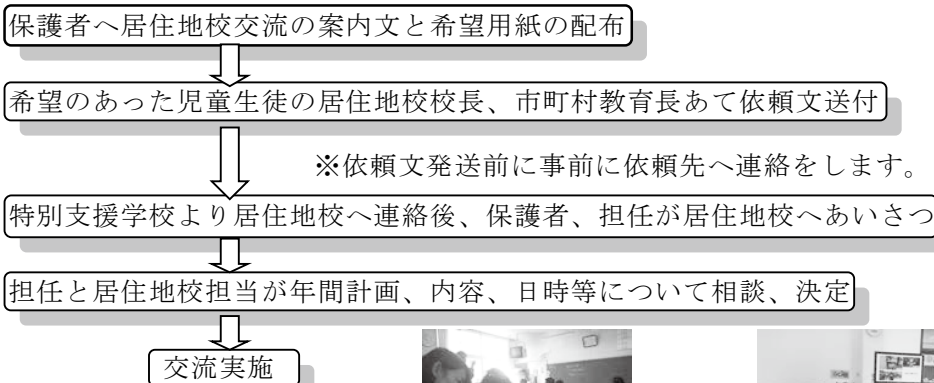 保護者へ居住地校交流の案内文と希望用紙の配布
希望のあった児童生徒の居住地校校長、市町村教育長あて依頼文送付
※依頼文発送前に事前に依頼先へ連絡をします。
特別支援学校より居住地校へ連絡後、保護者、担任が居住地校へあいさつ
担任と居住地校担当が年間計画、内容、日時等について相談、決定
交流実施